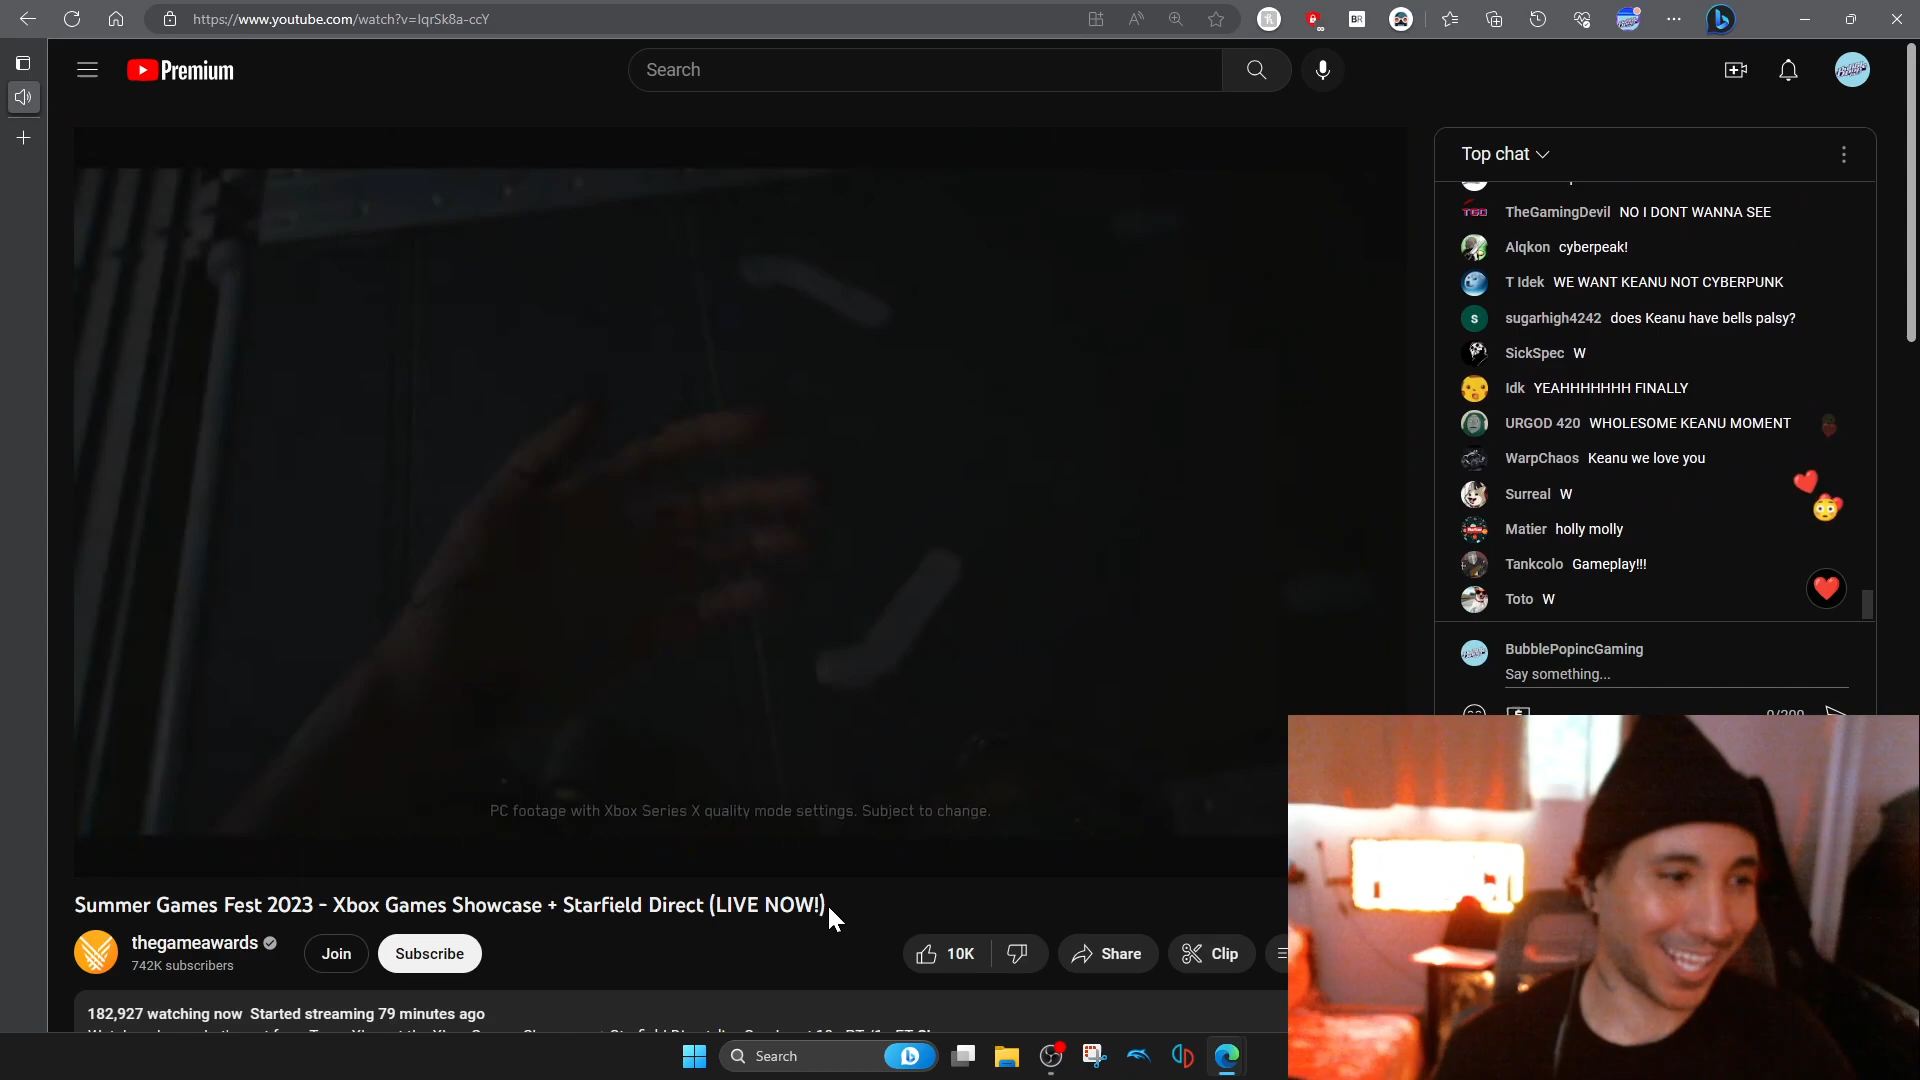 https://www.youtube.com/watch?v=IqrSk8a-ccY
BR
Premium
Search
Top chat
TheGamingDevil NO I DONT WANNA SEE
Alqkon cyberpeak!
T Idek WE WANT KEANU NOT CYBERPUNK
S
sugarhigh4242 does Keanu have bells palsy?
SickSpec W
Idk YEAHHHHHHH FINALLY
URGOD 420 WHOLESOME KEANU MOMENT
WarpChaos Keanu we love you
Surreal W
Matier holly molly
Tankcolo Gameplay!!!
Toto W
BubblePopincGaming
Say something...
0/200
PC footage with Xbox Series X quality mode settings. Subject to change.
Summer Games Fest 2023 - Xbox Games Showcase + Starfield Direct (LIVE NOW!)
thegameawards
742K subscribers
Join
Subscribe
10K
Share
Clip
182,927 watching now Started streaming 79 minutes ago
Search